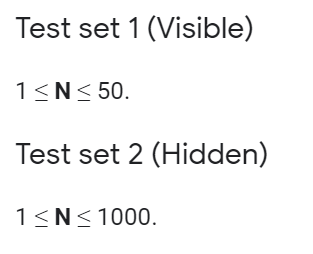 Test set 1 (Visible)
1 ≤ N ≤ 50.
Test set 2 (Hidden)
1 ≤ N ≤ 1000.